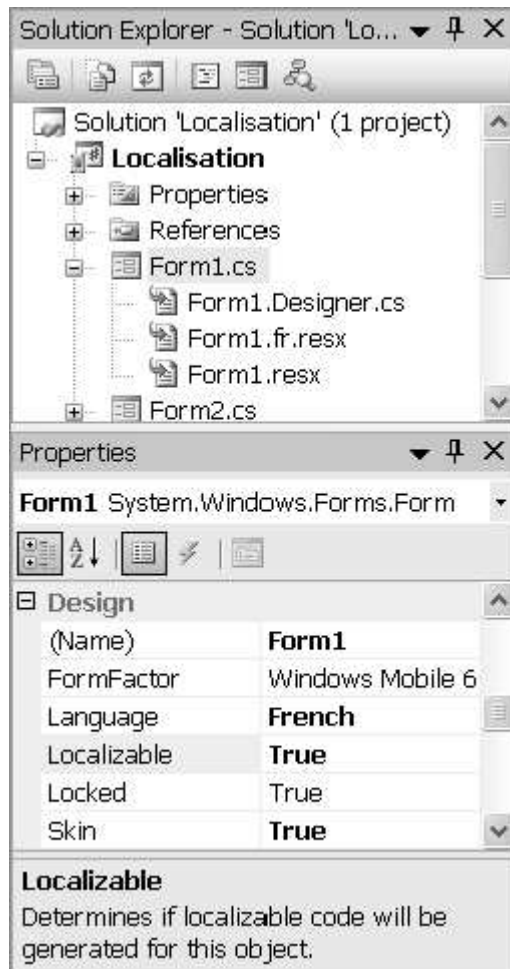 Solution Explorer - Solution 'Lo...
Solution 'Localisation' (1 project)
Localisation
Properties
References
Form1.cs
Form1.Designer.cs
Form1.fr.resx
Form1.resx
Form2.cs
Properties
Form1 System.Windows.Forms.Form
Design
(Name) Form1
FormFactor Windows Mobile 6
Language French
Localizable True
Locked True
Skin True
Localizable
Determines if localizable code will be
generated for this object.